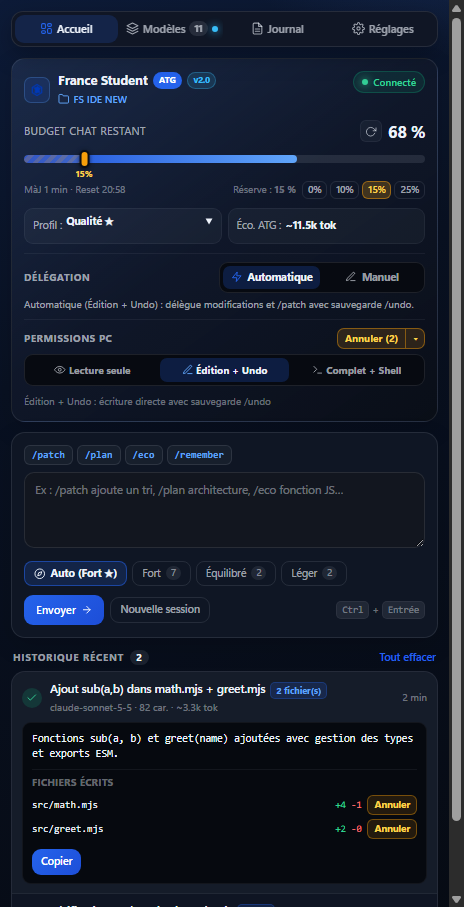 Accueil Modèles 11 Journal Réglages
France Student ATG v2.0 Connecté
FS IDE NEW
BUDGET CHAT RESTANT 68 %
15%
MàJ 1 min · Reset 20:58 Réserve : 15 % 0% 10% 15% 25%
Profil : Qualité ★ ▼ Éco. ATG : ~11.5k tok
DÉLÉGATION Automatique Manuel
Automatique (Édition + Undo) : délègue modifications et /patch avec sauvegarde /undo.
PERMISSIONS PC Annuler (2)
Lecture seule Édition + Undo Complet + Shell
Édition + Undo : écriture directe avec sauvegarde /undo
/patch /plan /eco /remember
Ex : /patch ajoute un tri, /plan architecture, /eco fonction JS...
Auto (Fort ★) Fort 7 Équilibré 2 Léger 2
Envoyer → Nouvelle session Ctrl + Entrée
HISTORIQUE RÉCENT 2 Tout effacer
Ajout sub(a,b) dans math.mjs + greet.mjs 2 fichier(s) 2 min
claude-sonnet-5-5 · 82 car. · ~3.3k tok
Fonctions sub(a, b) et greet(name) ajoutées avec gestion des types
et exports ESM.
FICHIERS ÉCRITS
src/math.mjs +4 -1 Annuler
src/greet.mjs +2 -0 Annuler
Copier